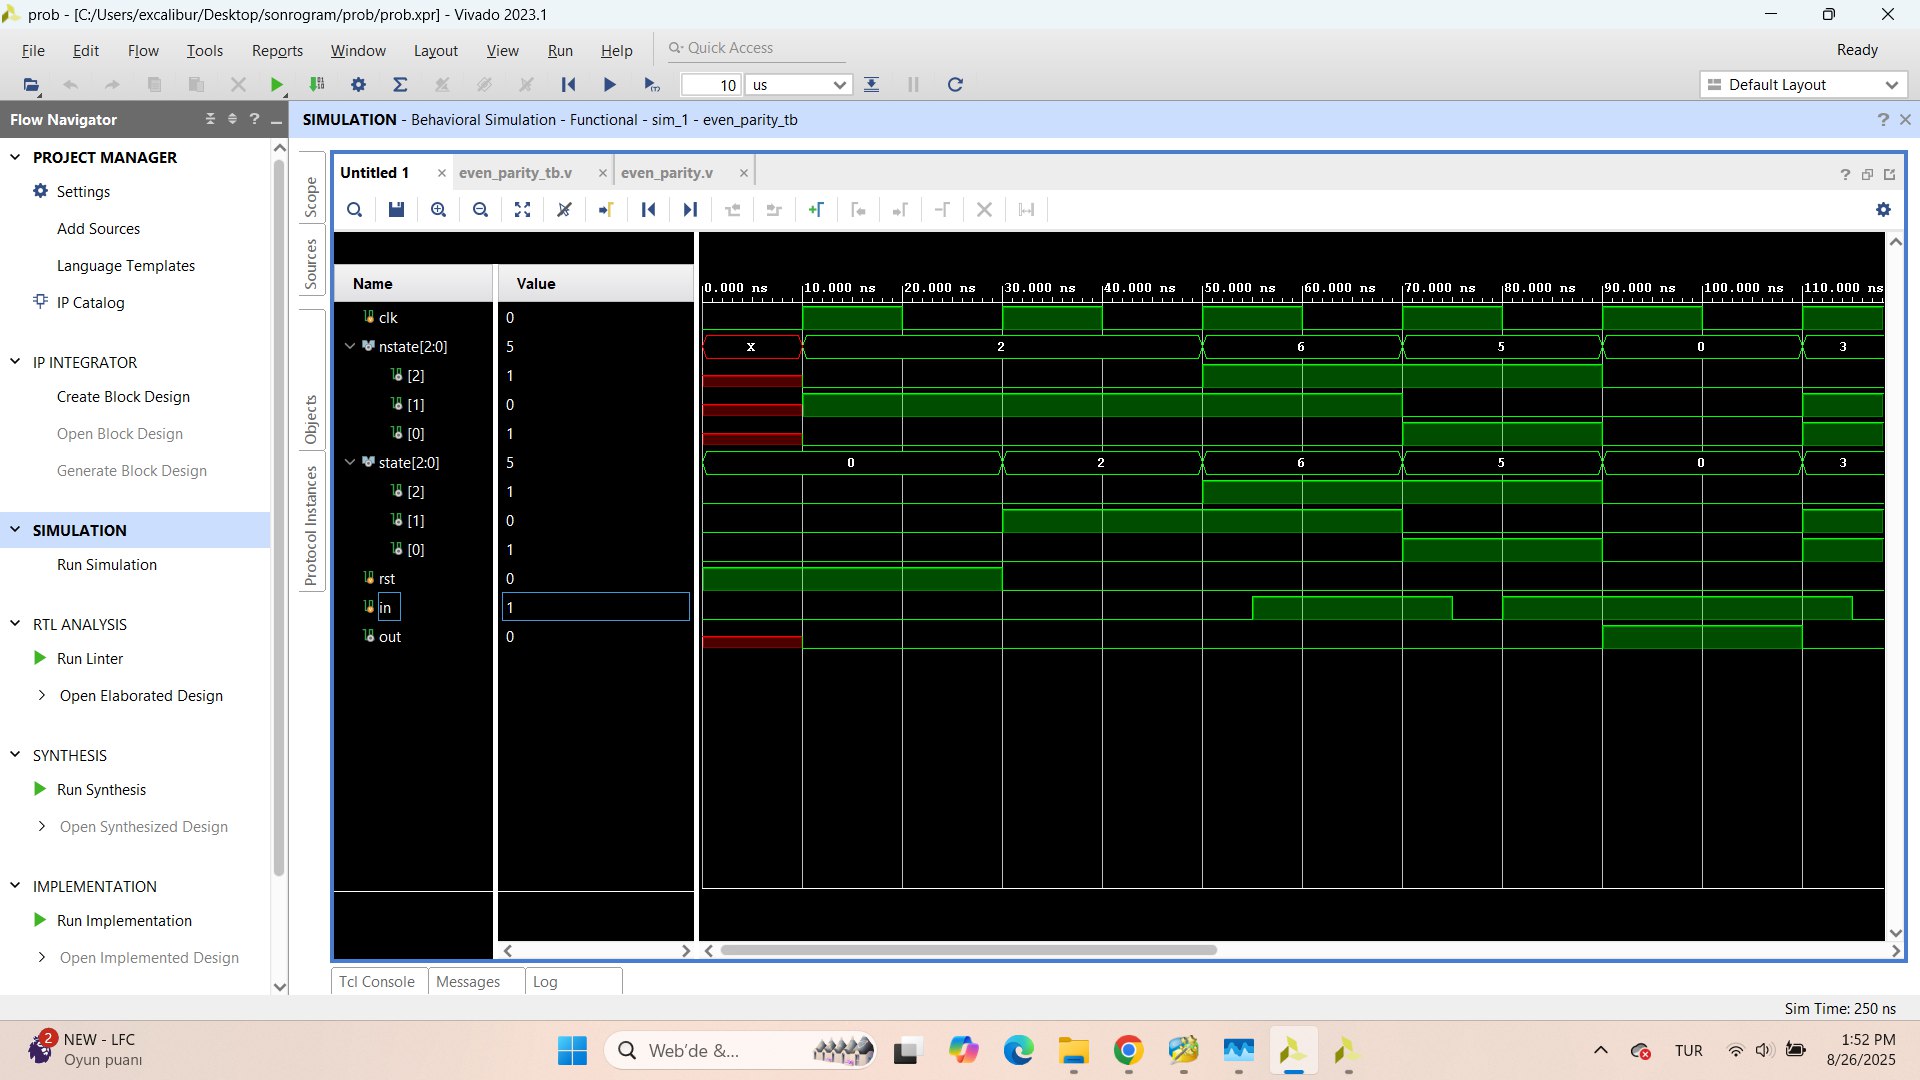 prob - [C:/Users/excalibur/Desktop/sonrogram/prob/prob.xpr] - Vivado 2023.1
File Edit Flow Tools Reports Window Layout View Run Help Quick Access Ready
10 us Default Layout
Flow Navigator
SIMULATION - Behavioral Simulation - Functional - sim_1 - even_parity_tb
PROJECT MANAGER
Settings
Add Sources
Language Templates
IP Catalog
IP INTEGRATOR
Create Block Design
Open Block Design
Generate Block Design
SIMULATION
Run Simulation
RTL ANALYSIS
Run Linter
Open Elaborated Design
SYNTHESIS
Run Synthesis
Open Synthesized Design
IMPLEMENTATION
Run Implementation
Open Implemented Design
Scope
Sources
Objects
Protocol Instances
Untitled 1 even_parity_tb.v even_parity.v
Name Value
0.000 ns 10.000 ns 20.000 ns 30.000 ns 40.000 ns 50.000 ns 60.000 ns 70.000 ns 80.000 ns 90.000 ns 100.000 ns 110.000 ns
clk 0
nstate[2:0] 5 X 2 6 5 0 3
[2] 1
[1] 0
[0] 1
state[2:0] 5 0 2 6 5 0 3
[2] 1
[1] 0
[0] 1
rst 0
in 1
out 0
Tcl Console Messages Log
Sim Time: 250 ns
2 NEW - LFC
Oyun puanı
Web'de &...
TUR
1:52 PM
8/26/2025